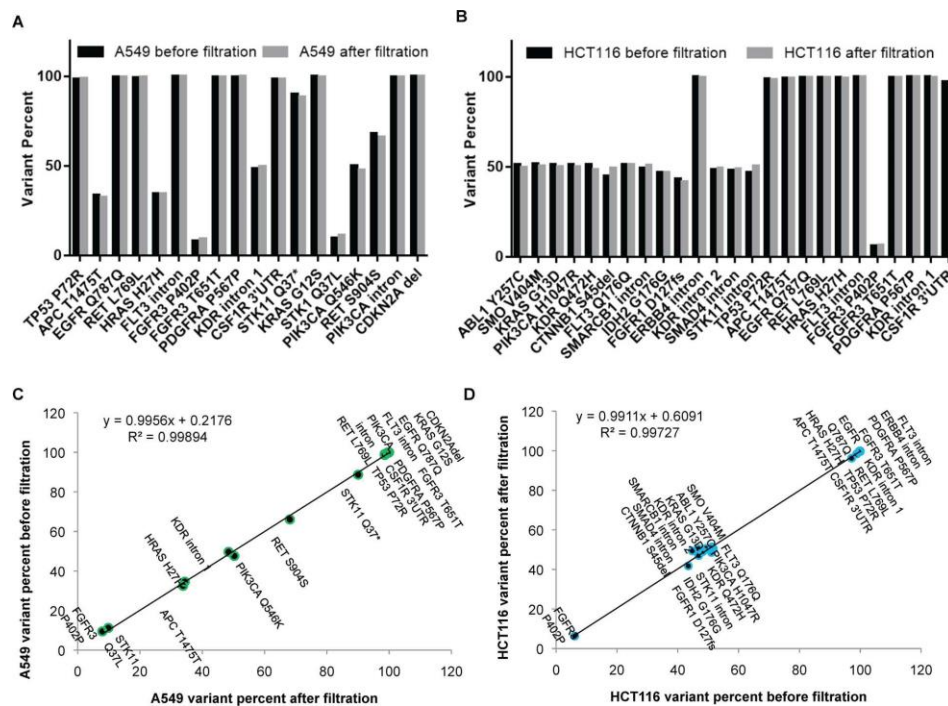 A
A549 before filtration
A549 after filtration
Variant Percent
100
50
0
TP53 P72R
APC T1475T
EGFR Q787Q
RET L769L
HRAS H27H
FLT3 intron
FGFR3 P402P
FGFR3 T651T
PDGFRA P567P
KDR intron 1
CSF1R 3'UTR
STK11 Q37*
KRAS G12S
STK11 Q37L
PIK3CA Q546K
RET S904S
PIK3CA intron
CDKN2A del
B
HCT116 before filtration
HCT116 after filtration
Variant Percent
100
50
0
ABL1 Y257C
SMO V404M
KRAS G13D
PIK3CA H1047R
KDR Q472H
CTNNB1 S45del
FLT3 Q176Q
SMARCB1 intron
IDH2 G176G
FGFR1 D127fs
ERBB4 intron
KDR intron 2
SMAD4 intron
STK11 intron
TP53 P72R
APC T1475T
EGFR Q787Q
RET L769L
HRAS H27H
FLT3 intron
FGFR3 P402P
FGFR3 T651T
PDGFRA P567P
KDR intron 1
CSF1R 3'UTR
C
y = 0.9956x + 0.2176
R² = 0.99894
A549 variant percent before filtration
120
100
80
60
40
20
0
0 20 40 60 80 100 120
A549 variant percent after filtration
FGFR3
P402P
STK11
Q37L
HRAS H27H
APC T1475T
KDR intron
PIK3CA Q546K
RET S904S
STK11 Q37*
RET L769L
PIK3CA
intron
FLT3 intron
EGFR Q787Q
KRAS G12S
CDKN2Adel
TP53 P72R
CSF1R 3'UTR
PDGFRA P567P
FGFR3 T651T
D
y = 0.9911x + 0.6091
R² = 0.99727
HCT116 variant percent after filtration
120
100
80
60
40
20
0
0 20 40 60 80 100 120
HCT116 variant percent before filtration
FGFR
P402P
CTNNB1 S45del
SMAD4 intron
SMARCB1 intron
KDR intron 2
KRAS G13D
ABL1 Y257C
SMO V404M
FLT3 Q176Q
PIK3CA H1047R
KDR Q472H
STK11 intron
IDH2 G176G
FGFR1 D127fs
APC T1475T
HRAS H27H
EGFR
Q787Q
FGFR3 T651T
PDGFRA P567P
ERBB4 intron
FLT3 intron
KDR intron 1
RET L769L
TP53 P72R
CSF1R 3'UTR